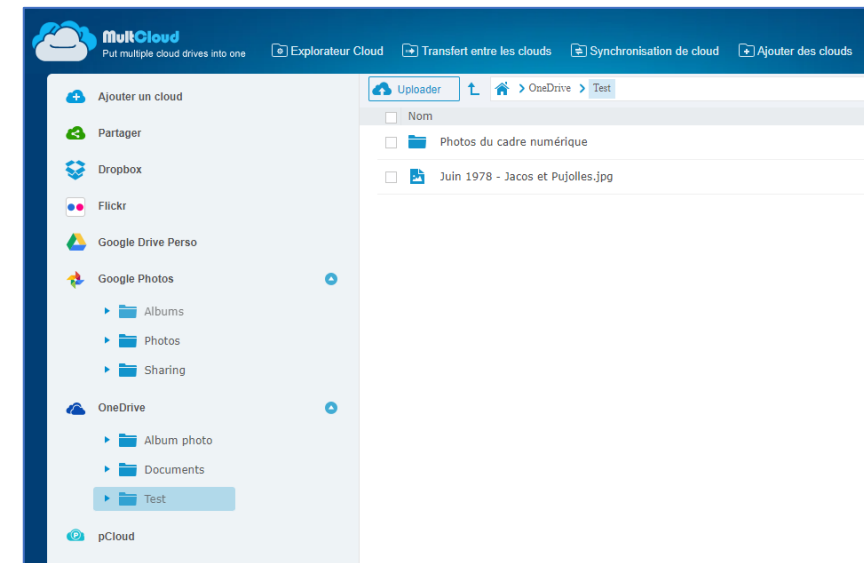 MultCloud
Put multiple cloud drives into one
Explorateur Cloud
Transfert entre les clouds
Synchronisation de cloud
Ajouter des clouds
Ajouter un cloud
Partager
Dropbox
Flickr
Google Drive Perso
Google Photos
Albums
Photos
Sharing
OneDrive
Album photo
Documents
Test
pCloud
Uploader
OneDrive
Test
Nom
Photos du cadre numérique
Juin 1978 - Jacos et Pujolles.jpg